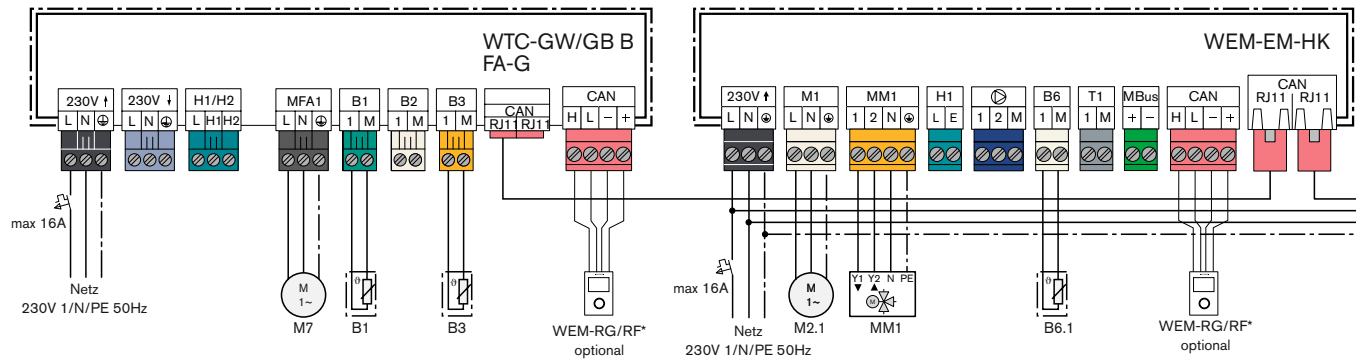 WTC-GW/GB B
FA-G
230V ↑ 230V ↓ H1/H2 MFA1 B1 B2 B3 CAN CAN
L N L N L H1 H2 L N 1 M 1 M 1 M RJ11 RJ11 H L − +
max 16A
Netz
230V 1/N/PE 50Hz
M
1~
M7
ϑ
B1
ϑ
B3
WEM-RG/RF*
optional
WEM-EM-HK
230V ↑ M1 MM1 H1 B6 T1 MBus CAN CAN
RJ11 RJ11
L N L N 1 2 N L E 1 2 M 1 M 1 M + − H L − +
max 16A
Netz
230V 1/N/PE 50Hz
M
1~
M2.1
Y1 Y2 N PE
M
MM1
ϑ
B6.1
WEM-RG/RF*
optional